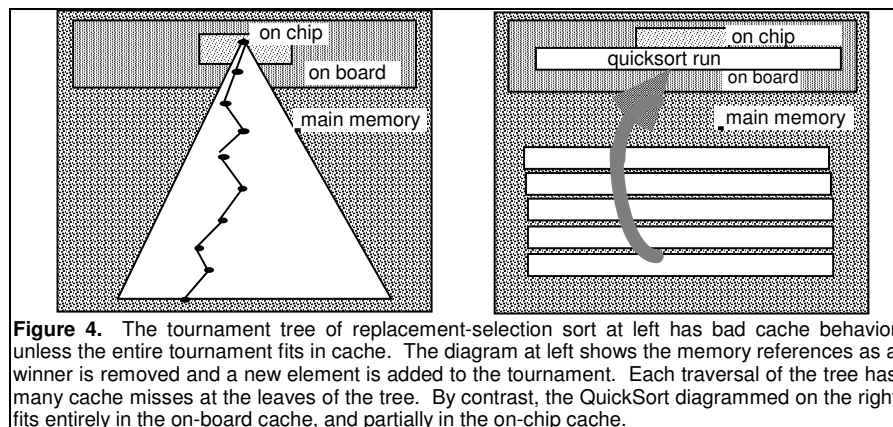 on chip
on board
main memory
on chip
quicksort run
on board
main memory
Figure 4. The tournament tree of replacement-selection sort at left has bad cache behavior
unless the entire tournament fits in cache. The diagram at left shows the memory references as a
winner is removed and a new element is added to the tournament. Each traversal of the tree has
many cache misses at the leaves of the tree. By contrast, the QuickSort diagrammed on the right
fits entirely in the on-board cache, and partially in the on-chip cache.